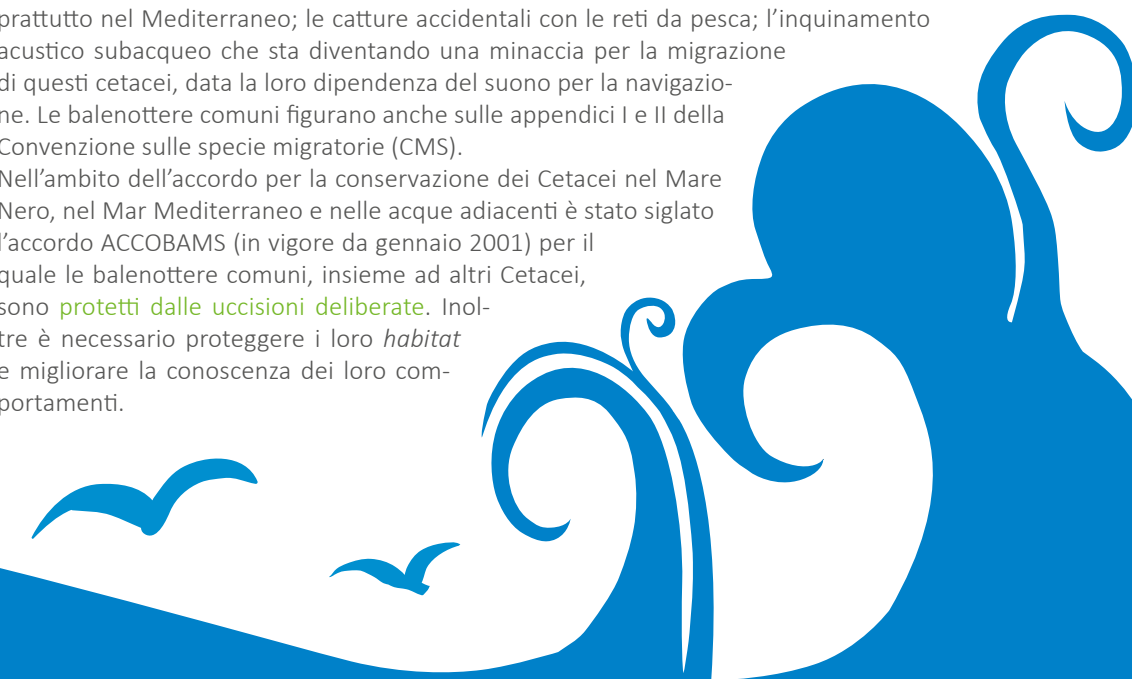 prattutto nel Mediterraneo; le catture accidentali con le reti da pesca; l’inquinamento
acustico subacqueo che sta diventando una minaccia per la migrazione
di questi cetacei, data la loro dipendenza del suono per la navigazio-
ne. Le balenottere comuni figurano anche sulle appendici I e II della
Convenzione sulle specie migratorie (CMS).
Nell’ambito dell’accordo per la conservazione dei Cetacei nel Mare
Nero, nel Mar Mediterraneo e nelle acque adiacenti è stato siglato
l’accordo ACCOBAMS (in vigore da gennaio 2001) per il
quale le balenottere comuni, insieme ad altri Cetacei,
sono protetti dalle uccisioni deliberate. Inol-
tre è necessario proteggere i loro habitat
e migliorare la conoscenza dei loro com-
portamenti.